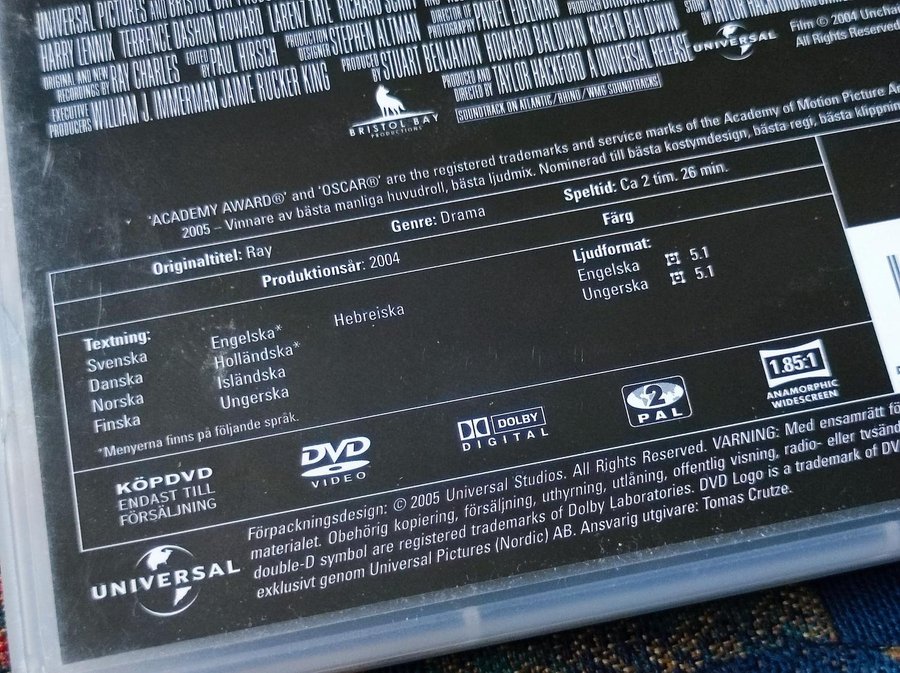 UNIVERSAL PICTURES AND BRISTOL BAY
HARRY LENNIX TERRENCE DASHON HOWARD LARENZ TATE RICHARD SCHIFF
ORIGINAL AND NEW RECORDINGS BY RAY CHARLES EDITED BY PAUL HIRSCH PRODUCTION DESIGNER STEPHEN ALTMAN DIRECTOR OF PHOTOGRAPHY PAWEL EDELMAN
EXECUTIVE PRODUCERS WILLIAM J. IMMERMAN JAIME RUCKER KING PRODUCED BY STUART BENJAMIN HOWARD BALDWIN KAREN BALDWIN
PRODUCED AND DIRECTED BY TAYLOR HACKFORD A UNIVERSAL RELEASE
SOUNDTRACK ON ATLANTIC/RHINO/WMG SOUNDTRACKS
UNIVERSAL
Film © 2004
All Rights Reserved.
BRISTOL BAY
PRODUCTIONS
'ACADEMY AWARD®' and 'OSCAR®' are the registered trademarks and service marks of the Academy of Motion Picture
2005 – Vinnare av bästa manliga huvudroll, bästa ljudmix. Nominerad till bästa kostymdesign, bästa regi, bästa klippning
Originaltitel: Ray Genre: Drama Speltid: Ca 2 tim. 26 min.
Produktionsår: 2004 Färg
Textning:
Svenska
Danska
Norska
Finska
Engelska*
Holländska*
Isländska
Ungerska
Hebreiska
Ljudformat:
Engelska 5.1
Ungerska 5.1
*Menyerna finns på följande språk.
KÖPDVD
ENDAST TILL
FÖRSÄLJNING
DVD
VIDEO
DOLBY
DIGITAL
2
PAL
1.85:1
ANAMORPHIC
WIDESCREEN
UNIVERSAL
Förpackningsdesign: © 2005 Universal Studios. All Rights Reserved. VARNING: Med ensamrätt
materialet. Obehörig kopiering, försäljning, uthyrning, utlåning, offentlig visning, radio- eller
double-D symbol are registered trademarks of Dolby Laboratories. DVD Logo is a trademark of
exklusivt genom Universal Pictures (Nordic) AB. Ansvarig utgivare: Tomas Crutze.